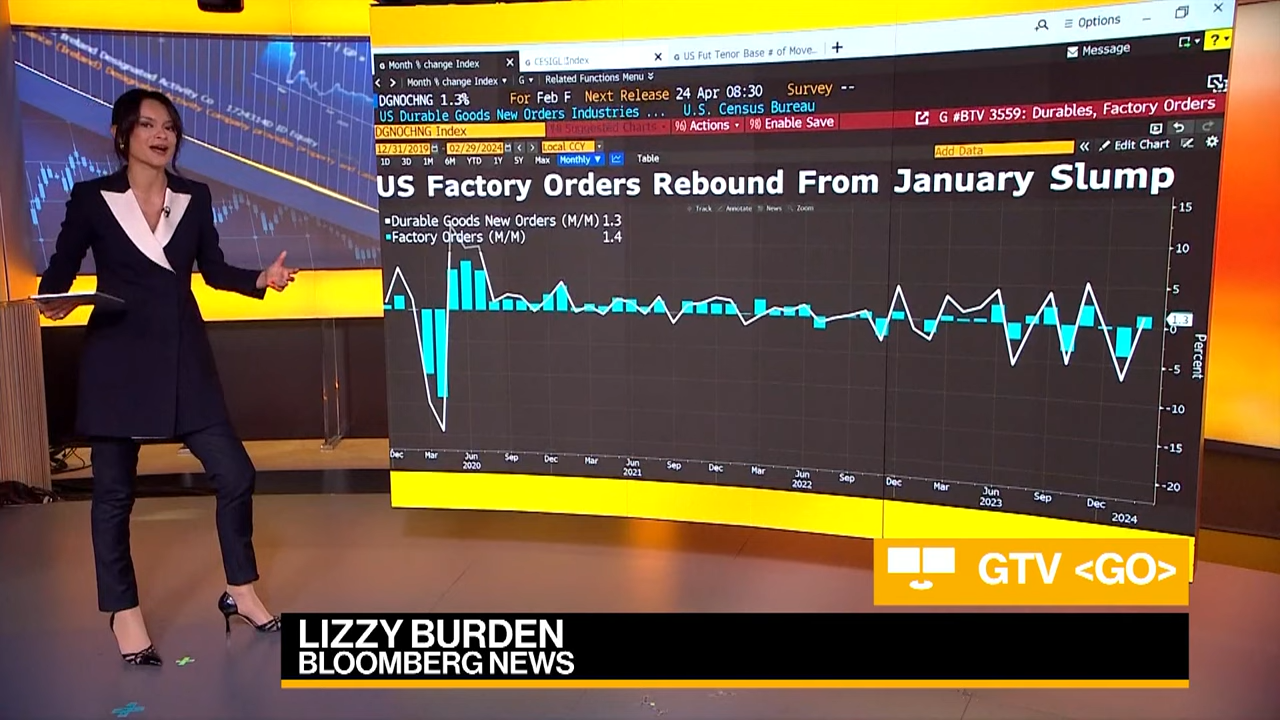 Options
Month % change Index
CESIGL Index
US Fut Tenor Base # of Move..
Message
Month % change Index
G
Related Functions Menu
DGNOCHNG 1.3%
For Feb F
Next Release
24 Apr 08:30
Survey --
US Durable Goods New Orders Industries ...
U.S. Census Bureau
G #BTV 3559: Durables, Factory Orders
DGNOCHNG Index
98) Suggested Charts
96) Actions
98) Enable Save
12/31/2019
02/29/2024
Local CCY
Add Data
Edit Chart
1D 3D 1M 6M YTD 1Y 5Y Max Monthly ▼ Table
US Factory Orders Rebound From January Slump
Track Annotate News Zoom
Durable Goods New Orders (M/M) 1.3
Factory Orders (M/M) 1.4
15
10
5
1.3
0
-5
-10
-15
-20
Percent
Dec Mar Jun Sep Dec Mar Jun Sep Dec Mar Jun Sep Dec Mar Jun Sep Dec
2020 2021 2022 2023 2024
GTV <GO>
LIZZY BURDEN
BLOOMBERG NEWS